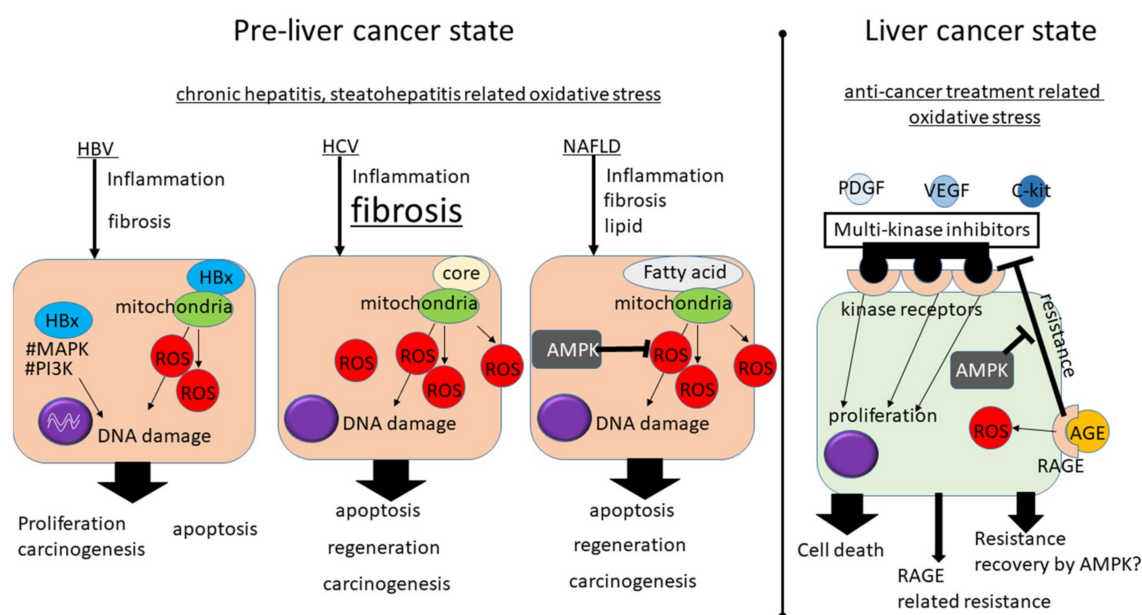 Pre-liver cancer state
chronic hepatitis, steatohepatitis related oxidative stress
HBV
Inflammation
fibrosis
HBx
mitochondria
HBx
#MAPK
#PI3K
ROS
ROS
DNA damage
Proliferation
carcinogenesis
apoptosis
HCV
Inflammation
fibrosis
core
mitochondria
ROS
ROS
ROS
ROS
DNA damage
apoptosis
regeneration
carcinogenesis
NAFLD
Inflammation
fibrosis
lipid
Fatty acid
mitochondria
AMPK
ROS
ROS
ROS
DNA damage
apoptosis
regeneration
carcinogenesis
Liver cancer state
anti-cancer treatment related
oxidative stress
PDGF
VEGF
C-kit
Multi-kinase inhibitors
kinase receptors
resistance
AMPK
proliferation
ROS
AGE
RAGE
Cell death
RAGE
related resistance
Resistance
recovery by AMPK?